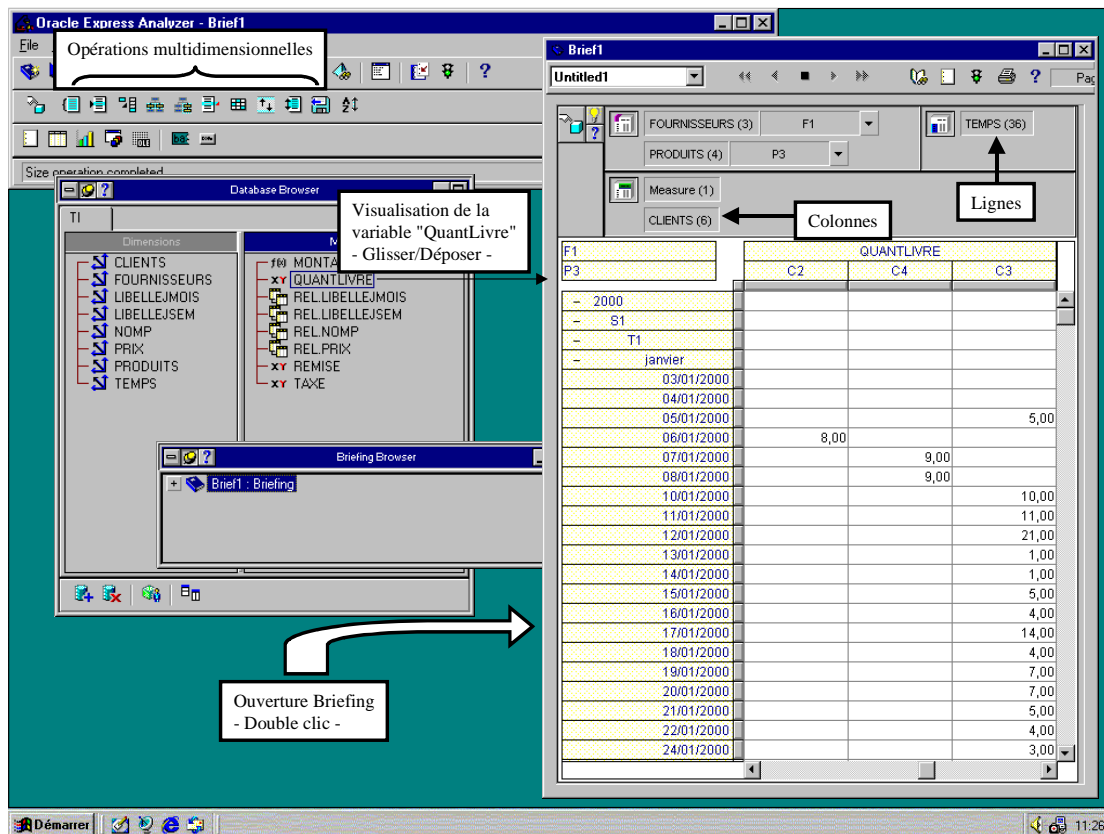 Oracle Express Analyzer - Brief1
File
Opérations multidimensionnelles
?
Size operation completed
Database Browser
?
TI
Dimensions
CLIENTS
FOURNISSEURS
LIBELLEJMOIS
LIBELLEJSEM
NOMP
PRIX
PRODUITS
TEMPS
f(x) MONTA
XY QUANTLIVRE
REL.LIBELLEJMOIS
REL.LIBELLEJSEM
REL.NOMP
REL.PRIX
XY REMISE
XY TAXE
Visualisation de la
variable "QuantLivre"
- Glisser/Déposer -
Briefing Browser
?
+ Brief1 : Briefing
Ouverture Briefing
- Double clic -
Brief1
Untitled1
?
Pag
?
FOURNISSEURS (3) F1
TEMPS (36)
PRODUITS (4) P3
Measure (1)
CLIENTS (6)
Colonnes
Lignes
F1 QUANTLIVRE
P3 C2 C4 C3
– 2000
– S1
– T1
– janvier
03/01/2000
04/01/2000
05/01/2000 5,00
06/01/2000 8,00
07/01/2000 9,00
08/01/2000 9,00
10/01/2000 10,00
11/01/2000 11,00
12/01/2000 21,00
13/01/2000 1,00
14/01/2000 1,00
15/01/2000 5,00
16/01/2000 4,00
17/01/2000 14,00
18/01/2000 4,00
19/01/2000 7,00
20/01/2000 7,00
21/01/2000 5,00
22/01/2000 4,00
24/01/2000 3,00
Démarrer
11:26